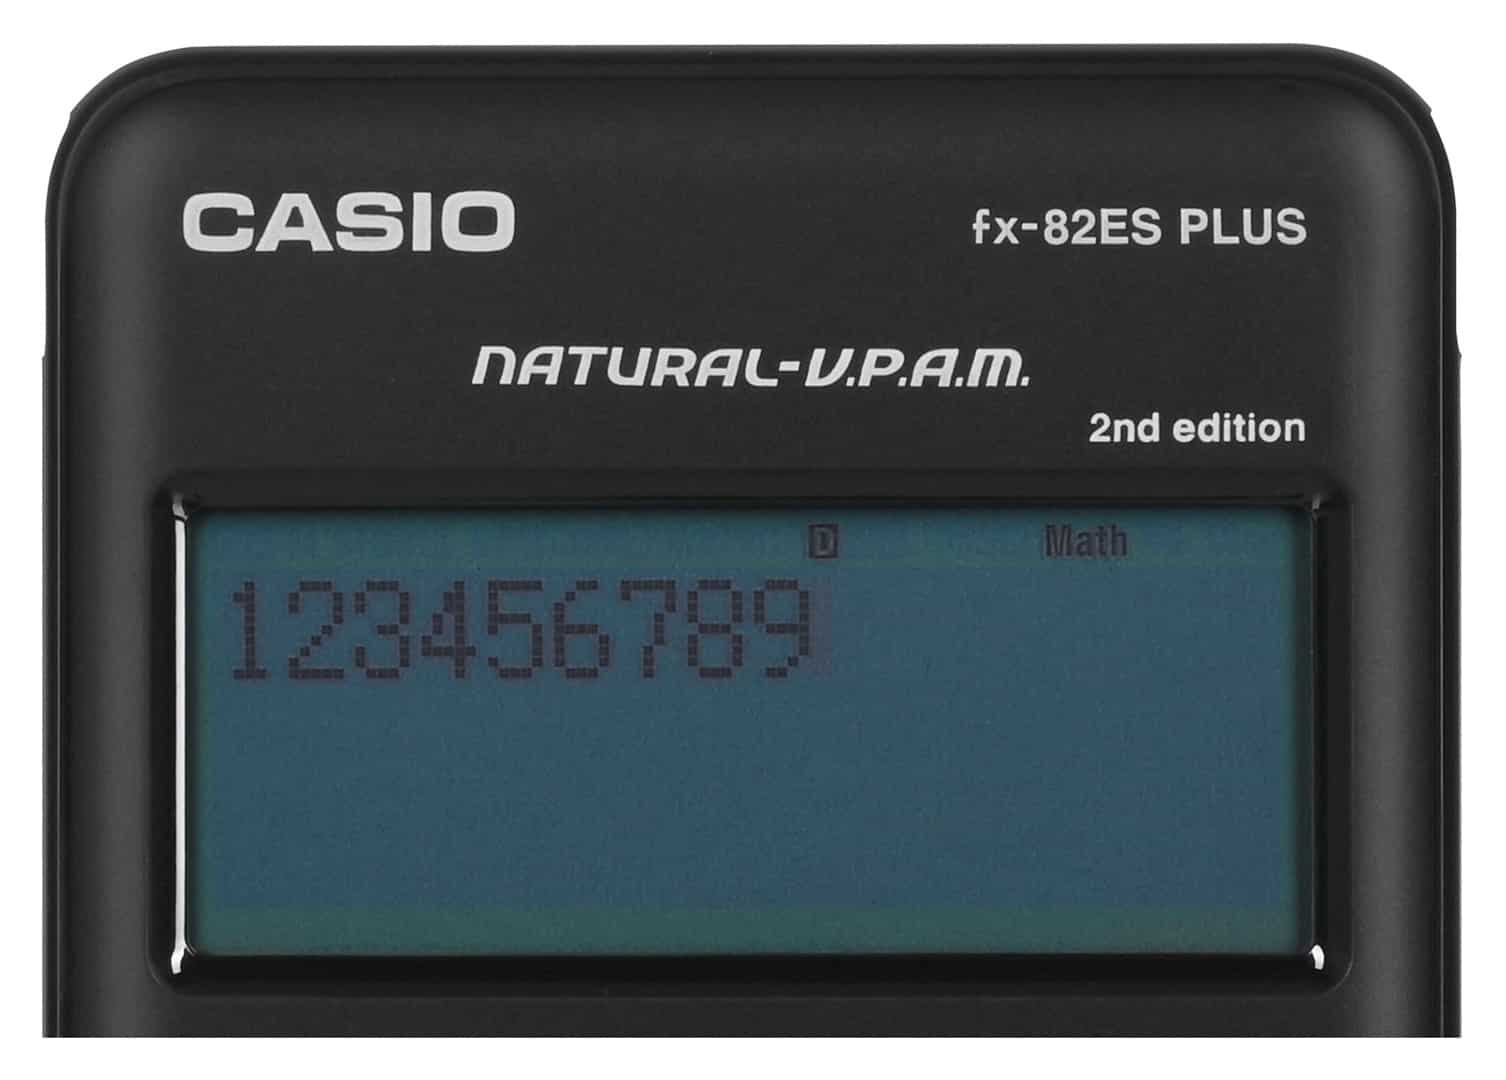 CASIO fx-82ES PLUS
NATURAL-V.P.A.M.
2nd edition
D Math
123456789